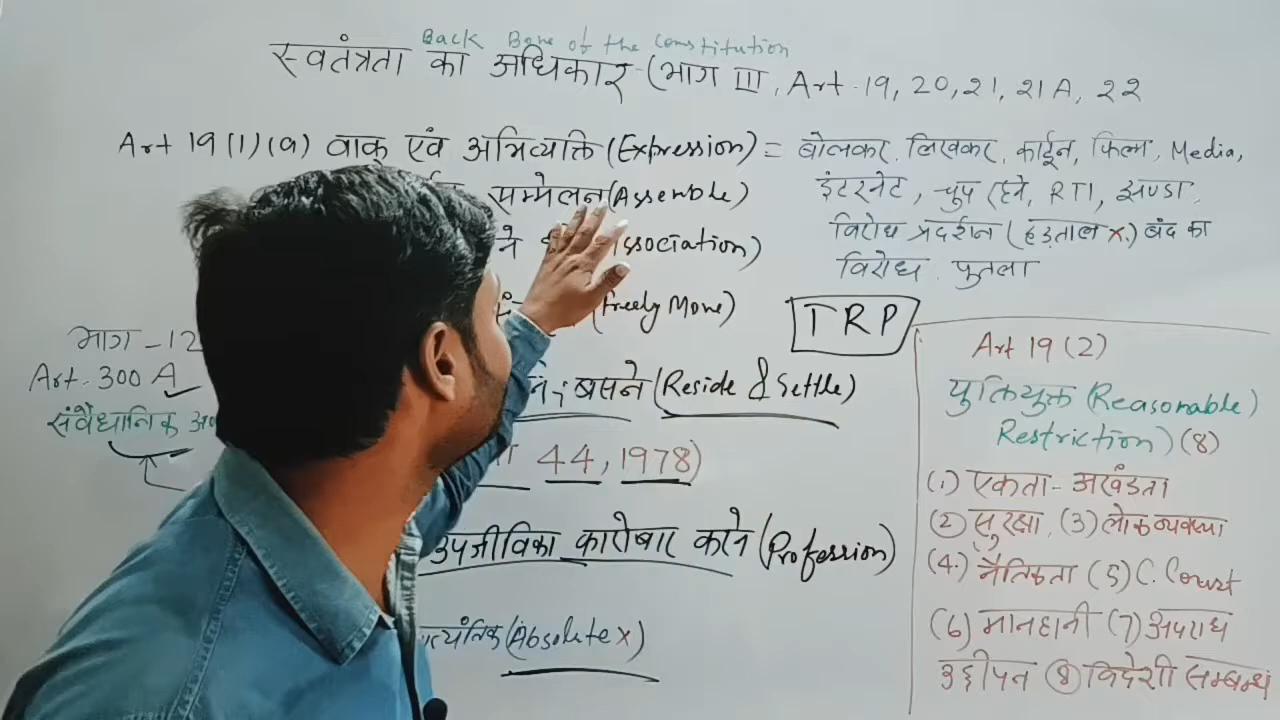 Back Bone of the Constitution
स्वतंत्रता का अधिकार - (भाग III, Art. 19, 20, 21, 21A, 22
Art 19(1)(a) वाक् एवं अभिव्यक्ति (Expression) = बोलकर, लिखकर, कार्टून, फिल्म, Media,
इंटरनेट, चुप रहने, RTI, झण्डा,
विरोध प्रदर्शन (हड़ताल x.) बंद का
विरोध. पुतला
सम्मेलन (Assemble)
ने
ssociation)
(Freely Move)
TRP
भाग - 12
Art. 300 A
संवैधानिक
बसने (Reside & Settle)
44, 1978)
उपजीविका कारोबार करने (Profession)
त्यंतिक (Absolute x)
Art 19 (2)
युक्तियुक्त (Reasonable)
Restriction) (8)
(1) एकता - अखंडता
(2) सुरक्षा, (3) लोकव्यवस्था
(4.) नैतिकता (5) C. Court
(6) मानहानी (7) अपराध
उद्दीपन (8) विदेशी सम्बन्ध